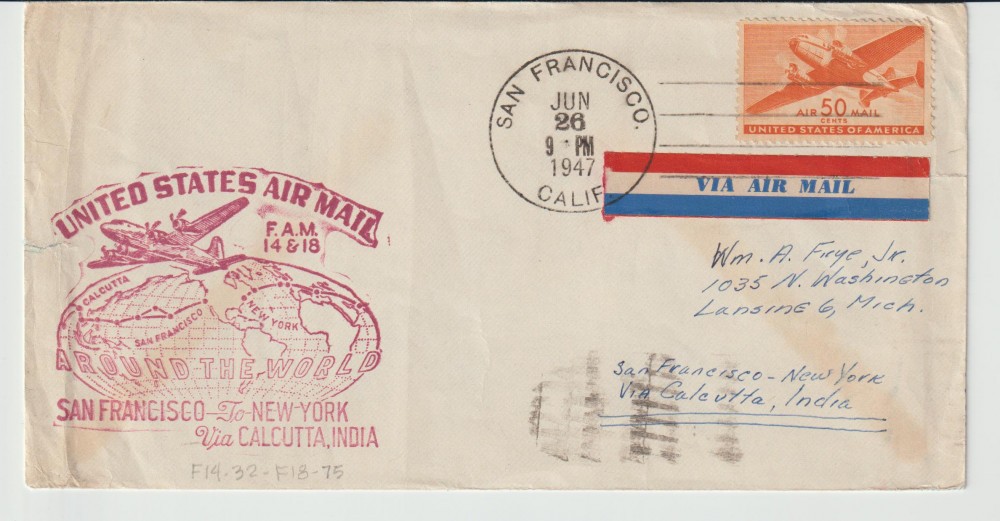 SAN FRANCISCO.
JUN
26
9 - PM
1947
CALIF
AIR 50 MAIL
CENTS
UNITED STATES OF AMERICA
VIA AIR MAIL
UNITED STATES AIR MAIL
F.A.M.
14 & 18
CALCUTTA
SAN FRANCISCO
NEW YORK
AROUND THE WORLD
SAN FRANCISCO-To-NEW-YORK
Via CALCUTTA, INDIA
F14-32-F18-75
Wm. A. Frye, Jr.
1035 N. Washington
Lansing 6, Mich.
San Francisco - New York
VIA Calcutta, India